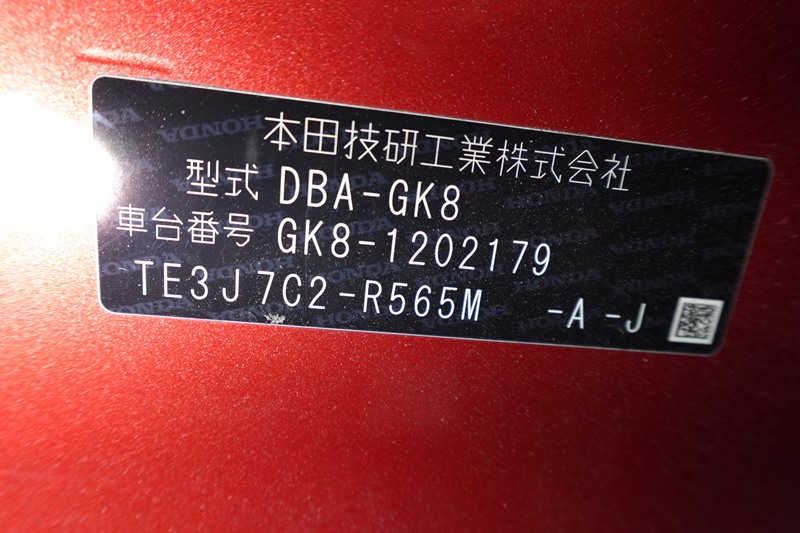 本田技研工業株式会社
型式 DBA-GK8
車台番号 GK8-1202179
TE3J7C2-R565M -A -J